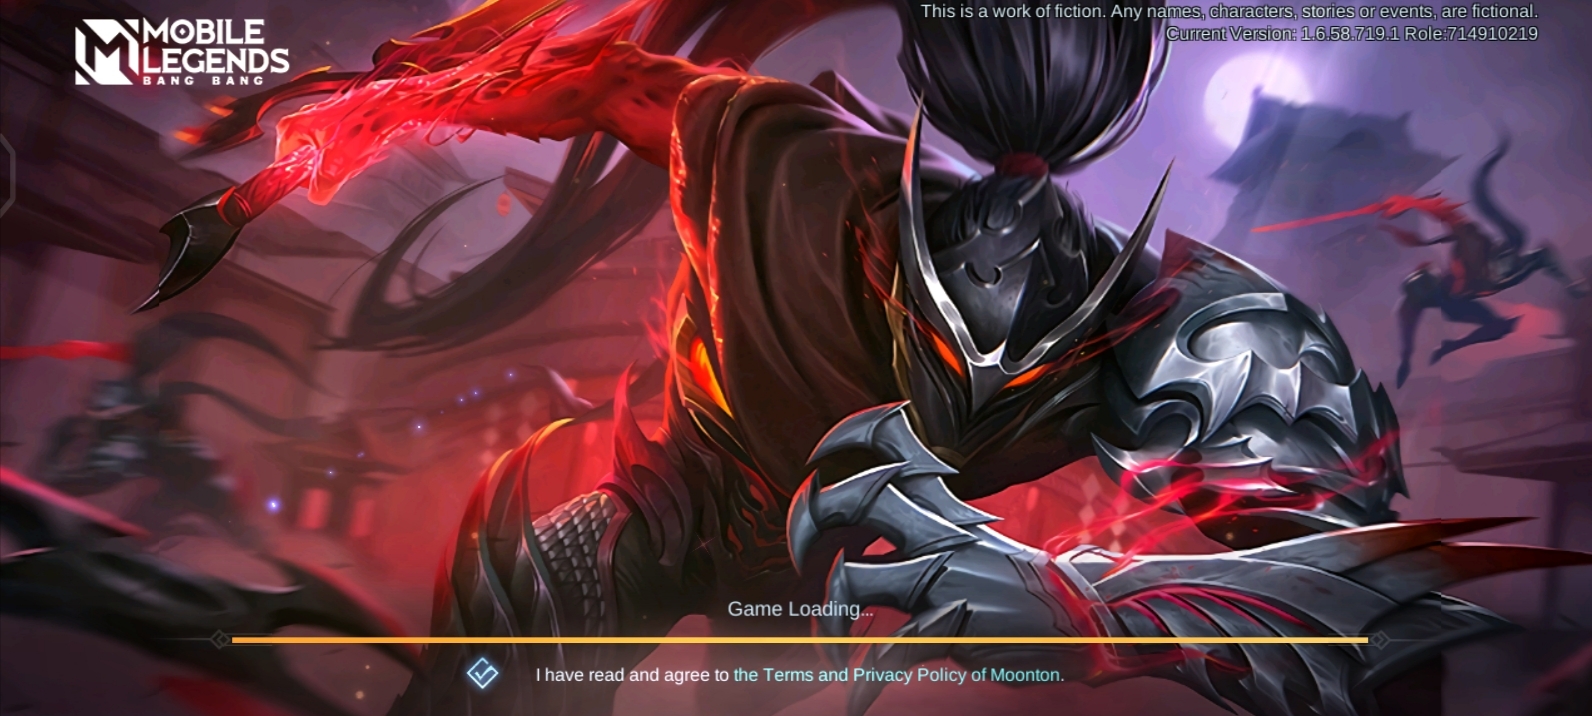 MOBILE
LEGENDS
BANG BANG
This is a work of fiction. Any names, characters, stories or events, are fictional.
Current Version: 1.6.58.719.1 Role:714910219
Game Loading...
I have read and agree to the Terms and Privacy Policy of Moonton.